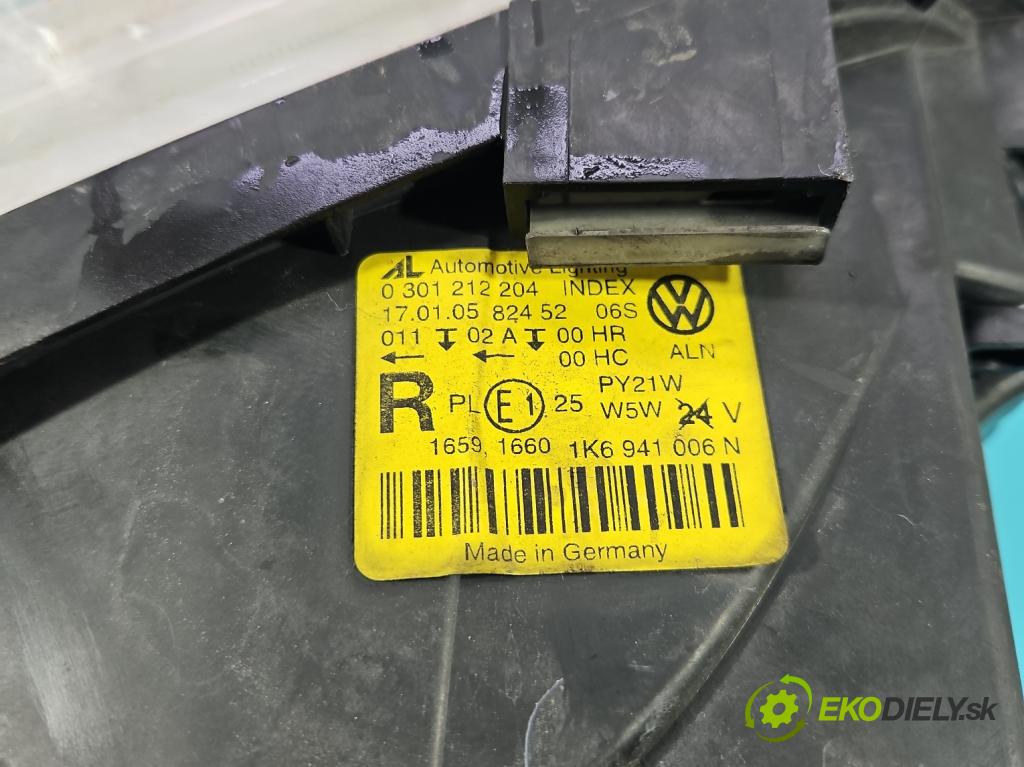 AL Automotive Lighting
0 301 212 204 INDEX
17.01.05 824 52 06S
011 02 A 00 HR
00 HC ALN
R PL E1 25 PY21W
W5W 24 V
1659, 1660 1K6 941 006 N
Made in Germany
EKODIELY.sk